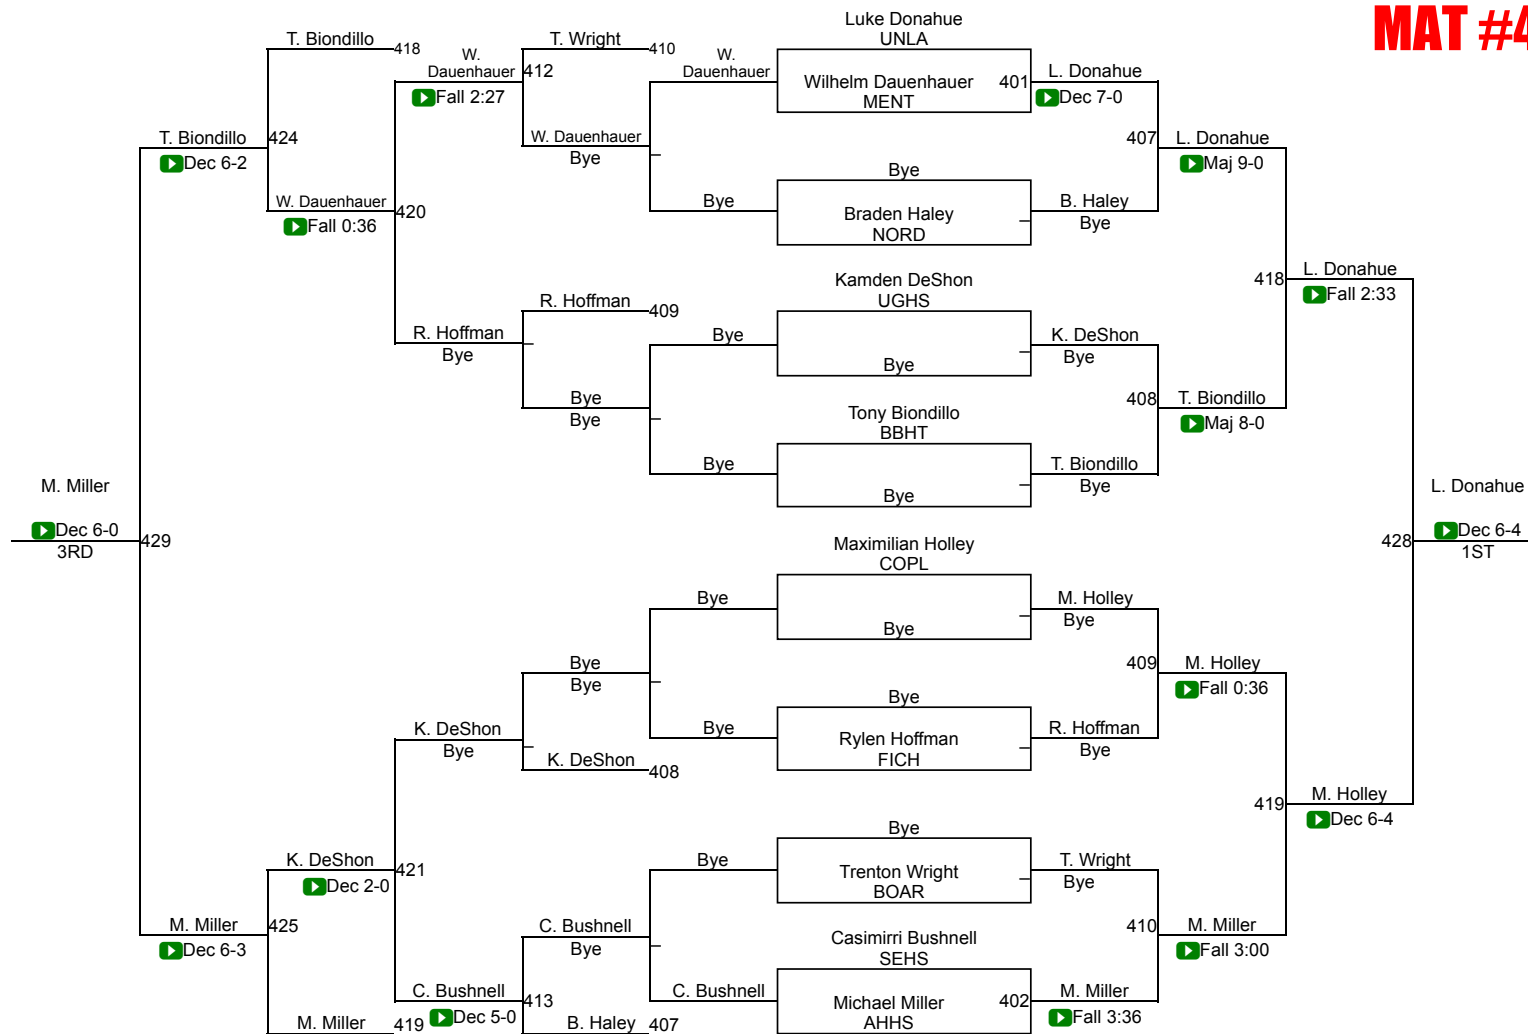 MAT #4
Luke Donahue
UNLA
T. Biondillo
418
W.
Dauenhauer
412
Fall 2:27
T. Wright
410
W.
Dauenhauer
Wilhelm Dauenhauer
MENT
401
L. Donahue
Dec 7-0
T. Biondillo
424
Dec 6-2
W. Dauenhauer
Bye
407
L. Donahue
Maj 9-0
Bye
W. Dauenhauer
420
Fall 0:36
Bye
Braden Haley
NORD
B. Haley
Bye
Kamden DeShon
UGHS
418
L. Donahue
Fall 2:33
R. Hoffman
409
R. Hoffman
Bye
Bye
Bye
K. DeShon
Bye
Bye
Bye
408
T. Biondillo
Maj 8-0
Tony Biondillo
BBHT
Bye
Bye
T. Biondillo
Bye
M. Miller
Dec 6-0
3RD
429
L. Donahue
428
Dec 6-4
1ST
Maximilian Holley
COPL
Bye
Bye
M. Holley
Bye
Bye
Bye
409
M. Holley
Fall 0:36
Bye
K. DeShon
Bye
Bye
Rylen Hoffman
FICH
R. Hoffman
Bye
K. DeShon
408
419
M. Holley
Dec 6-4
Bye
K. DeShon
421
Dec 2-0
Bye
Trenton Wright
BOAR
T. Wright
Bye
M. Miller
425
Dec 6-3
C. Bushnell
Bye
410
M. Miller
Fall 3:00
Casimirri Bushnell
SEHS
C. Bushnell
413
Dec 5-0
C. Bushnell
Michael Miller
AHHS
402
M. Miller
Fall 3:36
M. Miller
419
B. Haley
407